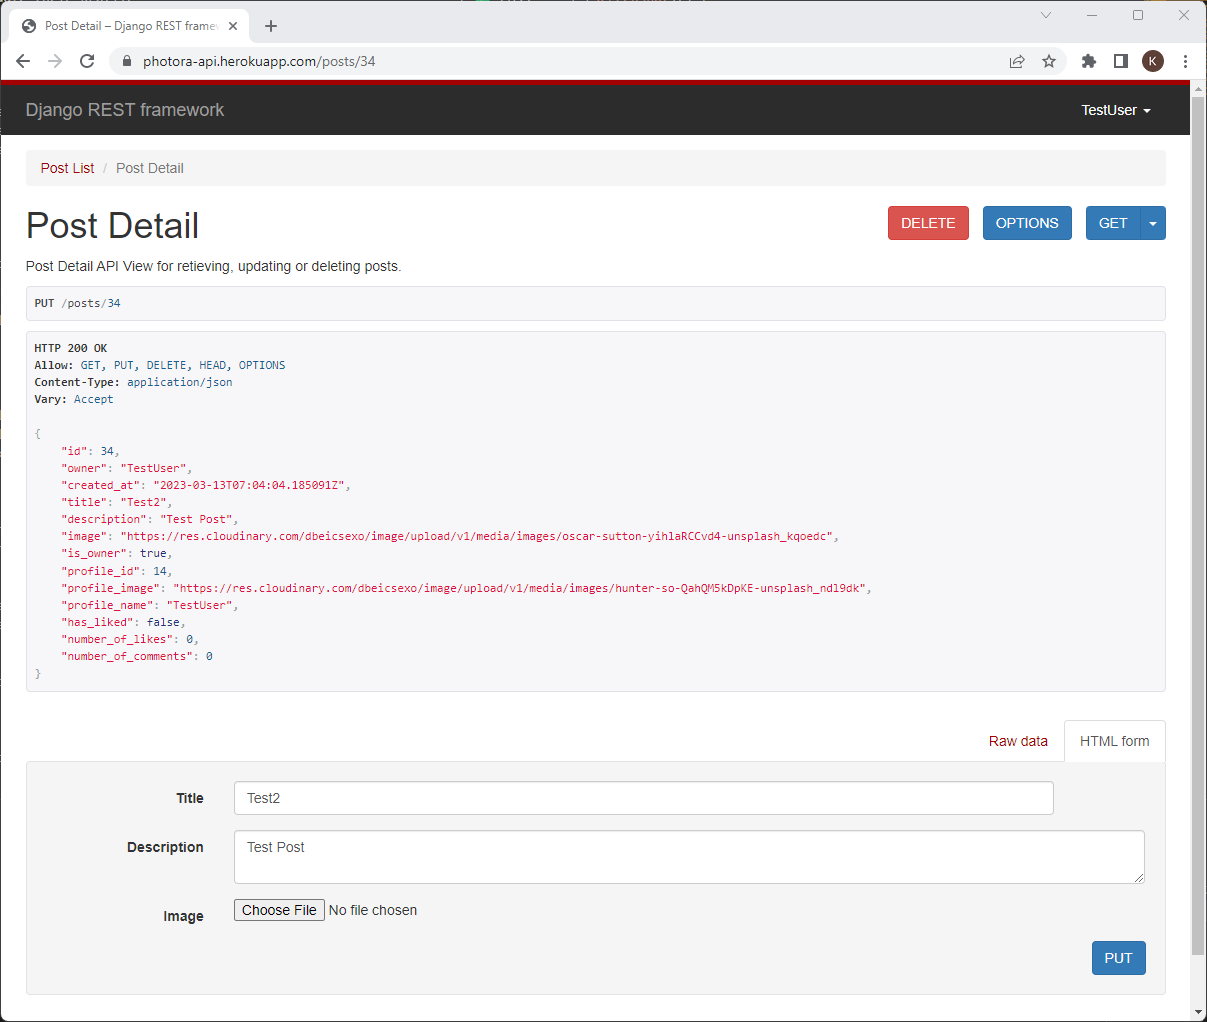 Post Detail – Django REST framew
photora-api.herokuapp.com/posts/34
K
Django REST framework
TestUser
Post List / Post Detail
Post Detail
DELETE
OPTIONS
GET
Post Detail API View for retieving, updating or deleting posts.
PUT /posts/34
HTTP 200 OK
Allow: GET, PUT, DELETE, HEAD, OPTIONS
Content-Type: application/json
Vary: Accept
{
"id": 34,
"owner": "TestUser",
"created_at": "2023-03-13T07:04:04.185091Z",
"title": "Test2",
"description": "Test Post",
"image": "https://res.cloudinary.com/dbeicsexo/image/upload/v1/media/images/oscar-sutton-yihlaRCCvd4-unsplash_kqoedc",
"is_owner": true,
"profile_id": 14,
"profile_image": "https://res.cloudinary.com/dbeicsexo/image/upload/v1/media/images/hunter-so-QahQM5kDpKE-unsplash_ndl9dk",
"profile_name": "TestUser",
"has_liked": false,
"number_of_likes": 0,
"number_of_comments": 0
}
Raw data
HTML form
Title
Test2
Description
Test Post
Image
Choose File No file chosen
PUT